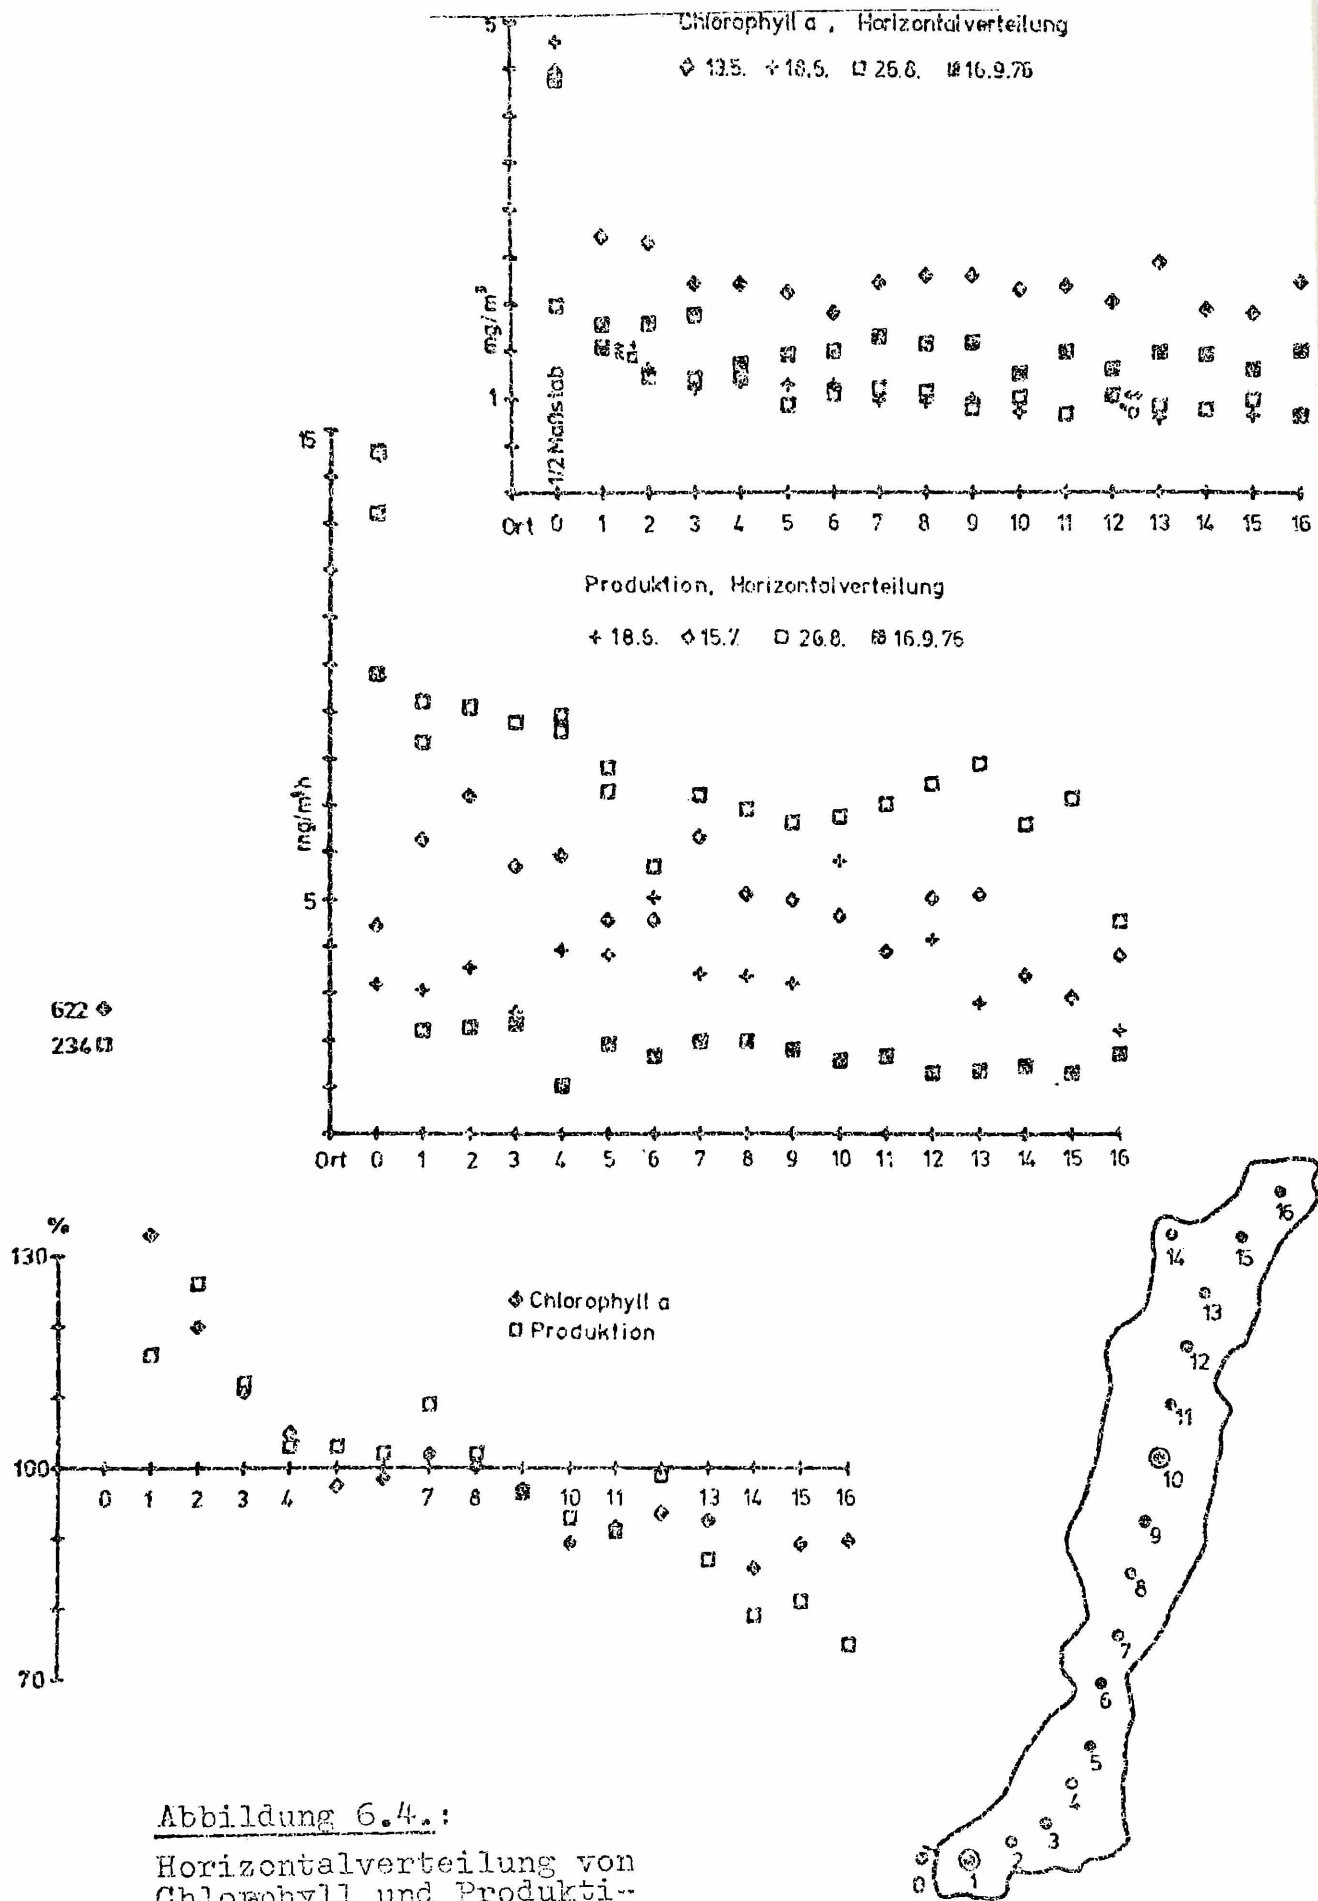 Chlorophyll a, Horizontalverteilung
13.5. 18.6. 26.8. 16.9.76
5
mg/m³
1
1/2 Maßstab
Ort 0 1 2 3 4 5 6 7 8 9 10 11 12 13 14 15 16
Produktion, Horizontalverteilung
18.6. 15.7. 26.8. 16.9.76
15
mg/m³h
5
622
234
Ort 0 1 2 3 4 5 6 7 8 9 10 11 12 13 14 15 16
%
130
Chlorophyll a
Produktion
100
0 1 2 3 4 7 8 10 11 13 14 15 16
70
16
14 15
13
12
11
10
9
8
7
6
5
4
3
2
0 1
Abbildung 6.4.:
Horizontalverteilung von
Chlorophyll und Produkti-